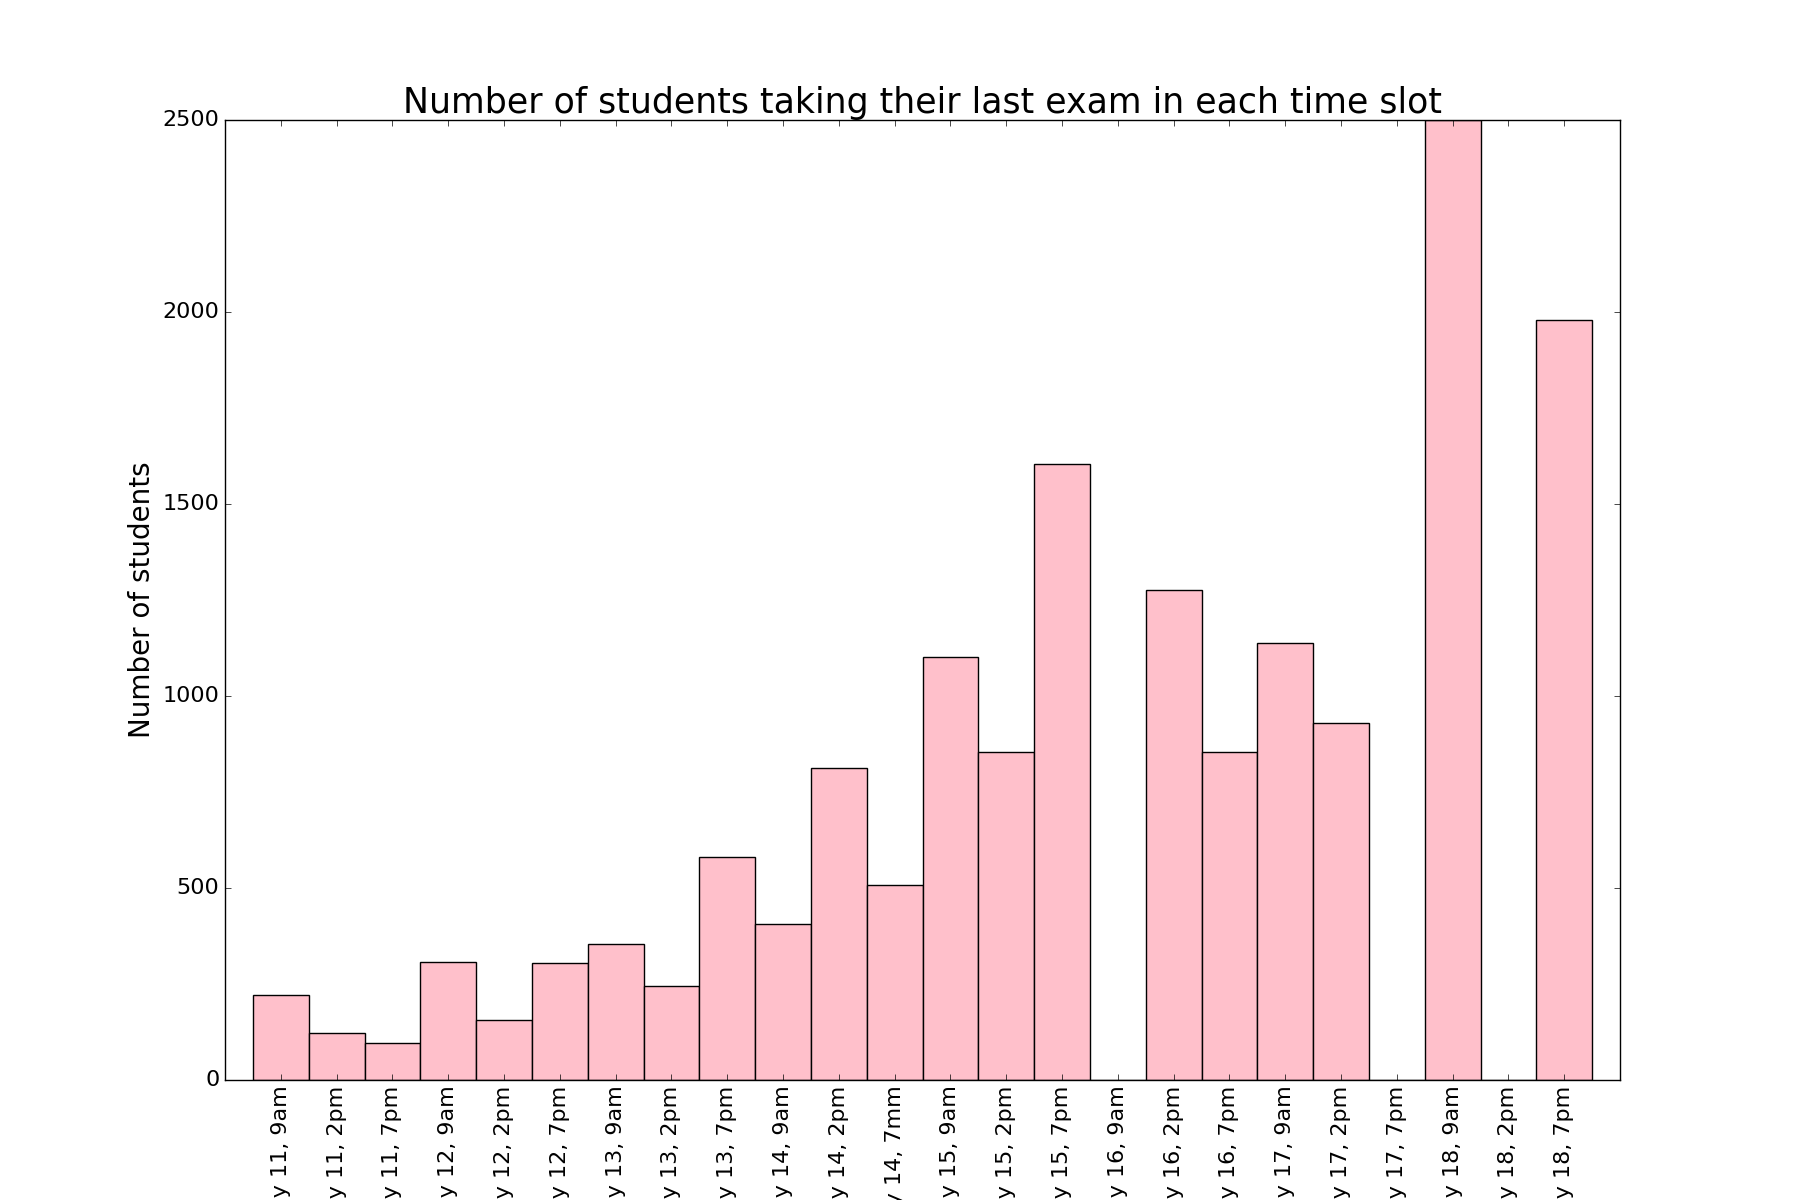 Number of students taking their last exam in each time slot
Number of students
2500
2000
1500
1000
500
0
y 11, 9am
y 11, 2pm
y 11, 7pm
y 12, 9am
y 12, 2pm
y 12, 7pm
y 13, 9am
y 13, 2pm
y 13, 7pm
y 14, 9am
y 14, 2pm
y 14, 7mm
y 15, 9am
y 15, 2pm
y 15, 7pm
y 16, 9am
y 16, 2pm
y 16, 7pm
y 17, 9am
y 17, 2pm
y 17, 7pm
y 18, 9am
y 18, 2pm
y 18, 7pm